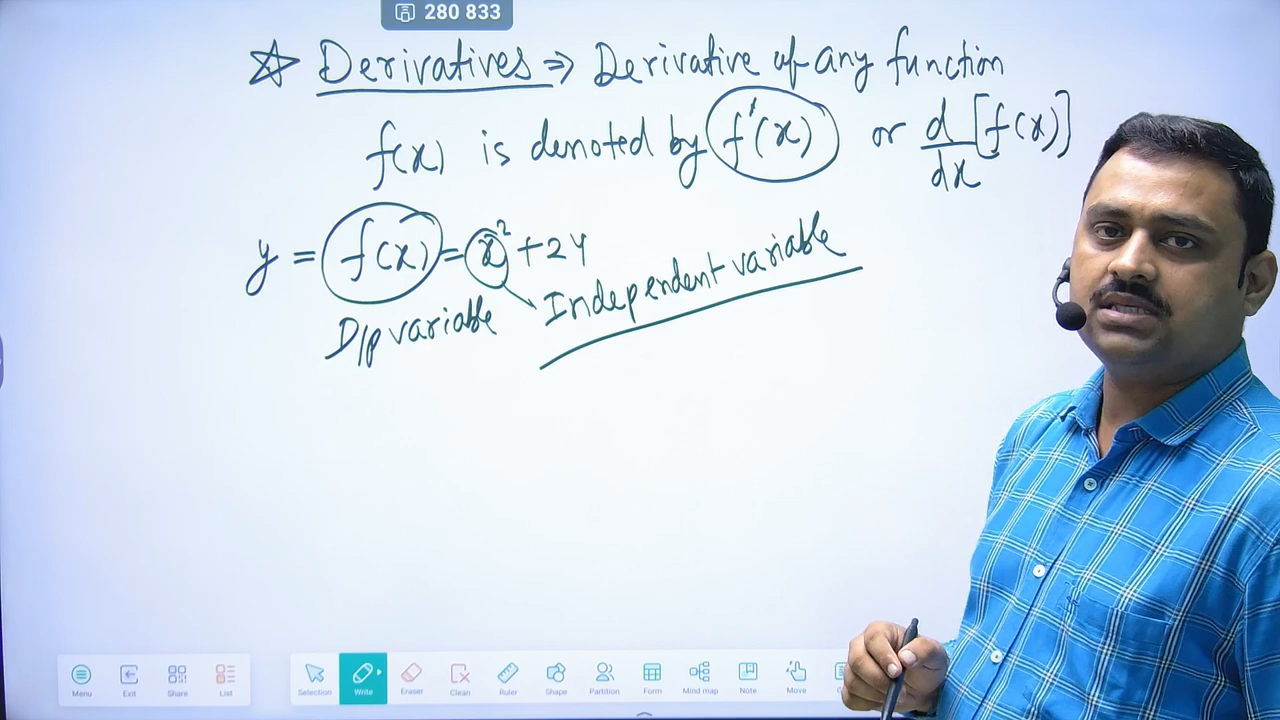 280 833
☆ Derivatives ⇒ Derivative of any function
f(x) is denoted by f'(x) or d/dx [f(x)]
y = f(x) = x² + 24
D/p variable Independent variable
Menu Exit Share List Selection Write Eraser Clean Ruler Shape Partition Form Mind map Note Move